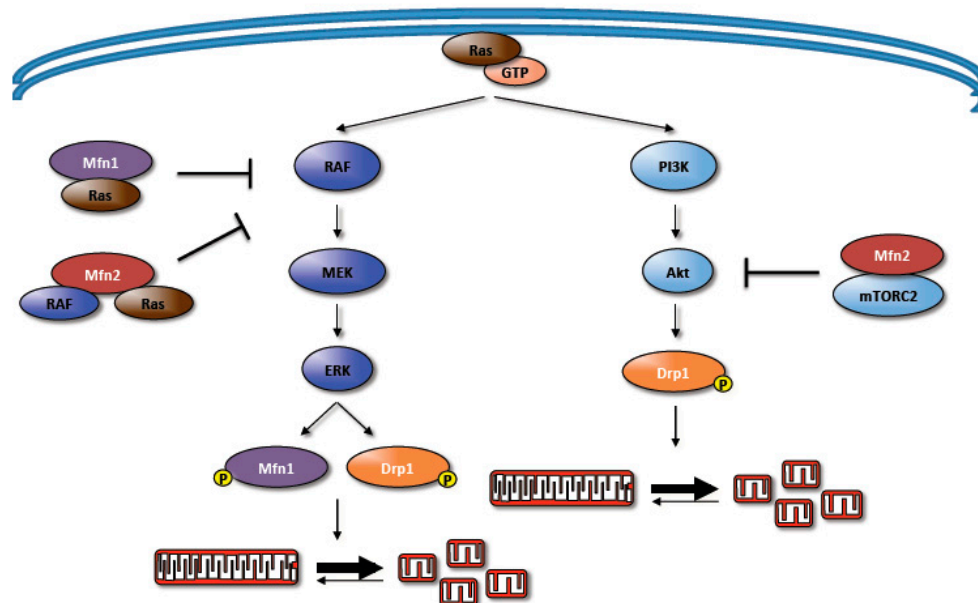 Ras
GTP
Mfn1
Ras
RAF
PI3K
Mfn2
RAF
Ras
MEK
Akt
Mfn2
mTORC2
ERK
Drp1
P
P
Mfn1
Drp1
P